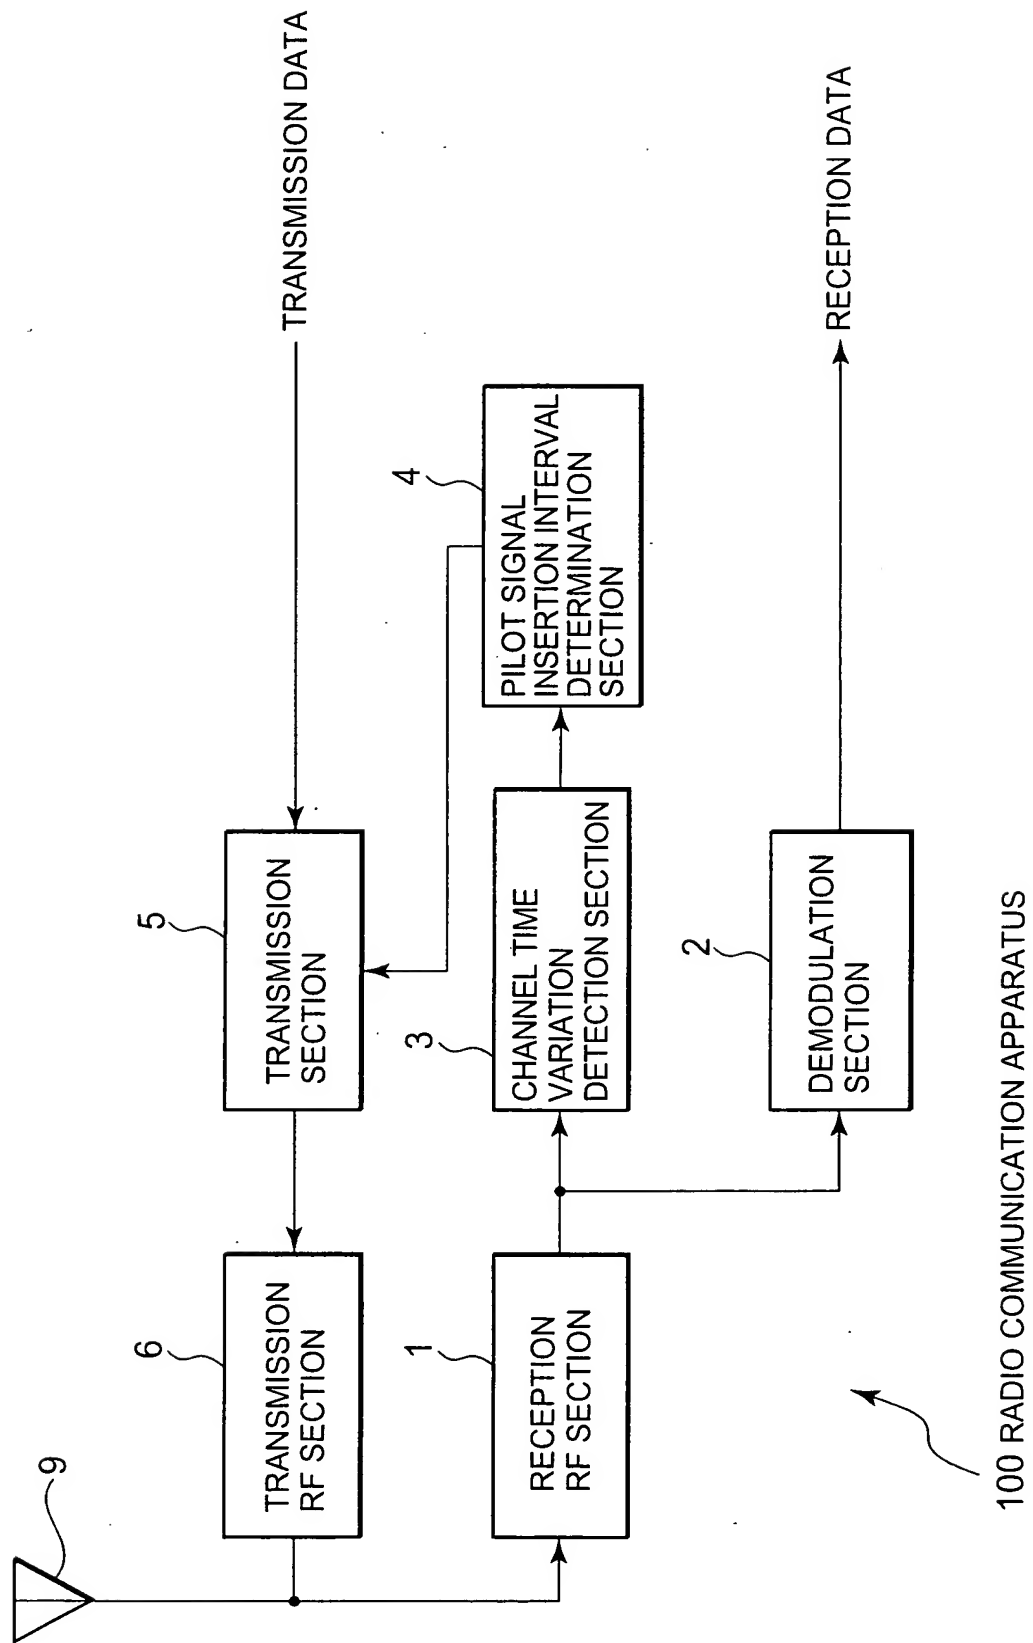 9
6
TRANSMISSION
RF SECTION
5
TRANSMISSION
SECTION
TRANSMISSION DATA
1
RECEPTION
RF SECTION
3
CHANNEL TIME
VARIATION
DETECTION SECTION
4
PILOT SIGNAL
INSERTION INTERVAL
DETERMINATION
SECTION
2
DEMODULATION
SECTION
RECEPTION DATA
100 RADIO COMMUNICATION APPARATUS